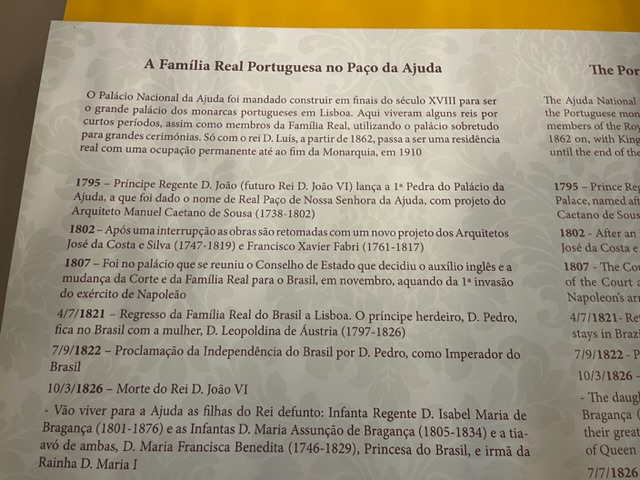 A Família Real Portuguesa no Paço da Ajuda
O Palácio Nacional da Ajuda foi mandado construir em finais do século XVIII para ser
o grande palácio dos monarcas portugueses em Lisboa. Aqui viveram alguns reis por
curtos períodos, assim como membros da Família Real, utilizando o palácio sobretudo
para grandes cerimónias. Só com o rei D. Luís, a partir de 1862, passa a ser uma residência
real com uma ocupação permanente até ao fim da Monarquia, em 1910
1795 – Príncipe Regente D. João (futuro Rei D. João VI) lança a 1ª Pedra do Palácio da
Ajuda, a que foi dado o nome de Real Paço de Nossa Senhora da Ajuda, com projeto do
Arquiteto Manuel Caetano de Sousa (1738-1802)
1802 – Após uma interrupção as obras são retomadas com um novo projeto dos Arquitetos
José da Costa e Silva (1747-1819) e Francisco Xavier Fabri (1761-1817)
1807 – Foi no palácio que se reuniu o Conselho de Estado que decidiu o auxílio inglês e a
mudança da Corte e da Família Real para o Brasil, em novembro, aquando da 1ª invasão
do exército de Napoleão
4/7/1821 – Regresso da Família Real do Brasil a Lisboa. O príncipe herdeiro, D. Pedro,
fica no Brasil com a mulher, D. Leopoldina de Áustria (1797-1826)
7/9/1822 – Proclamação da Independência do Brasil por D. Pedro, como Imperador do
Brasil
10/3/1826 – Morte do Rei D. João VI
- Vão viver para a Ajuda as filhas do Rei defunto: Infanta Regente D. Isabel Maria de
Bragança (1801-1876) e as Infantas D. Maria Assunção de Bragança (1805-1834) e a tia-
avó de ambas, D. Maria Francisca Benedita (1746-1829), Princesa do Brasil, e irmã da
Rainha D. Maria I
The Por
The Ajuda National
the Portuguese mon
members of the Roy
1862 on, with King
until the end of the
1795 – Prince Reg
Palace, named aft
Caetano de Sous
1802 - After an
José da Costa e
1807 - The Co
of the Court a
Napoleon's arr
4/7/1821- Re
stays in Brazi
7/9/1822 - P
10/3/1826 -
- The daug
Bragança (
their great
of Queen
7/7/1826